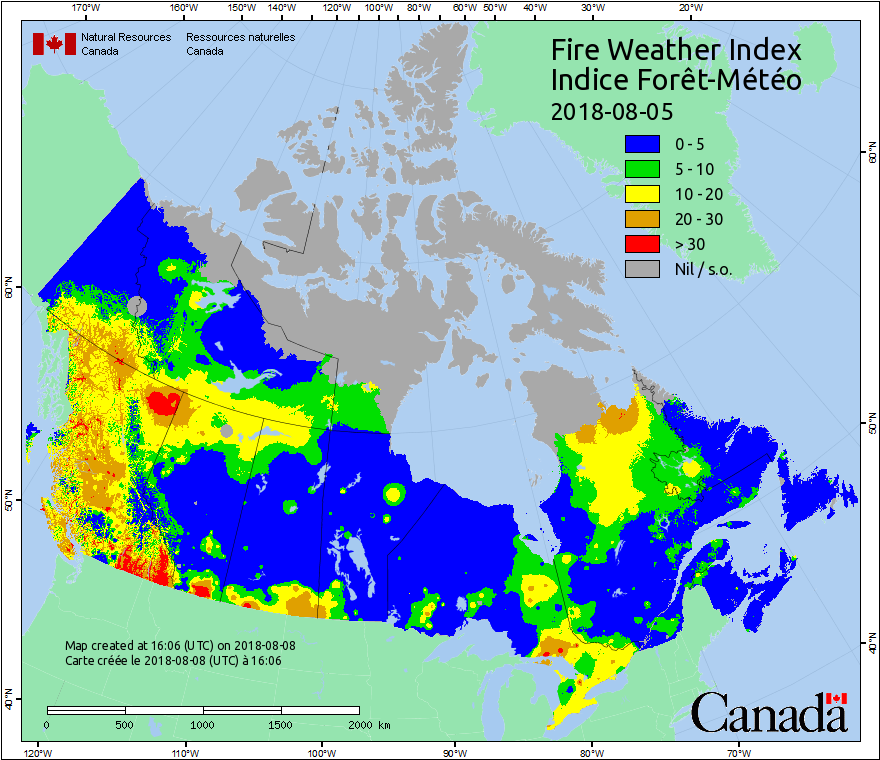 170°W 160°W 150°W 140°W 120°W 100°W 80°W 60°W 50°W 40°W 30°W 20°W
Natural Resources Ressources naturelles
Canada Canada
Fire Weather Index
Indice Forêt-Météo
2018-08-05
0 - 5
5 - 10
10 - 20
20 - 30
> 30
Nil / s.o.
60°N 60°N
50°N 50°N
40°N 40°N
Map created at 16:06 (UTC) on 2018-08-08
Carte créée le 2018-08-08 (UTC) à 16:06
0 500 1000 1500 2000 km
Canada
120°W 110°W 100°W 90°W 80°W 70°W